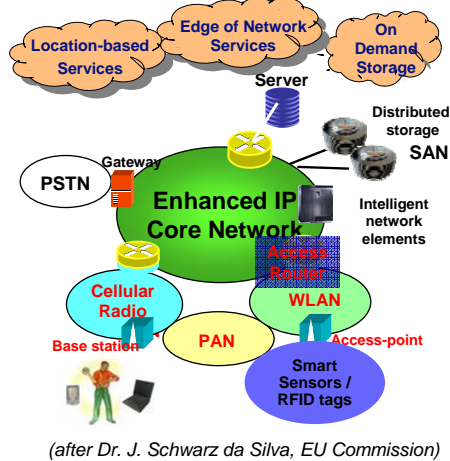 Location-based
Services
Edge of Network
Services
On
Demand
Storage
Server
Distributed
storage
SAN
Gateway
PSTN
Enhanced IP
Core Network
Intelligent
network
elements
Access
Router
Cellular
Radio
WLAN
Base station
PAN
Access-point
Smart
Sensors /
RFID tags
(after Dr. J. Schwarz da Silva, EU Commission)